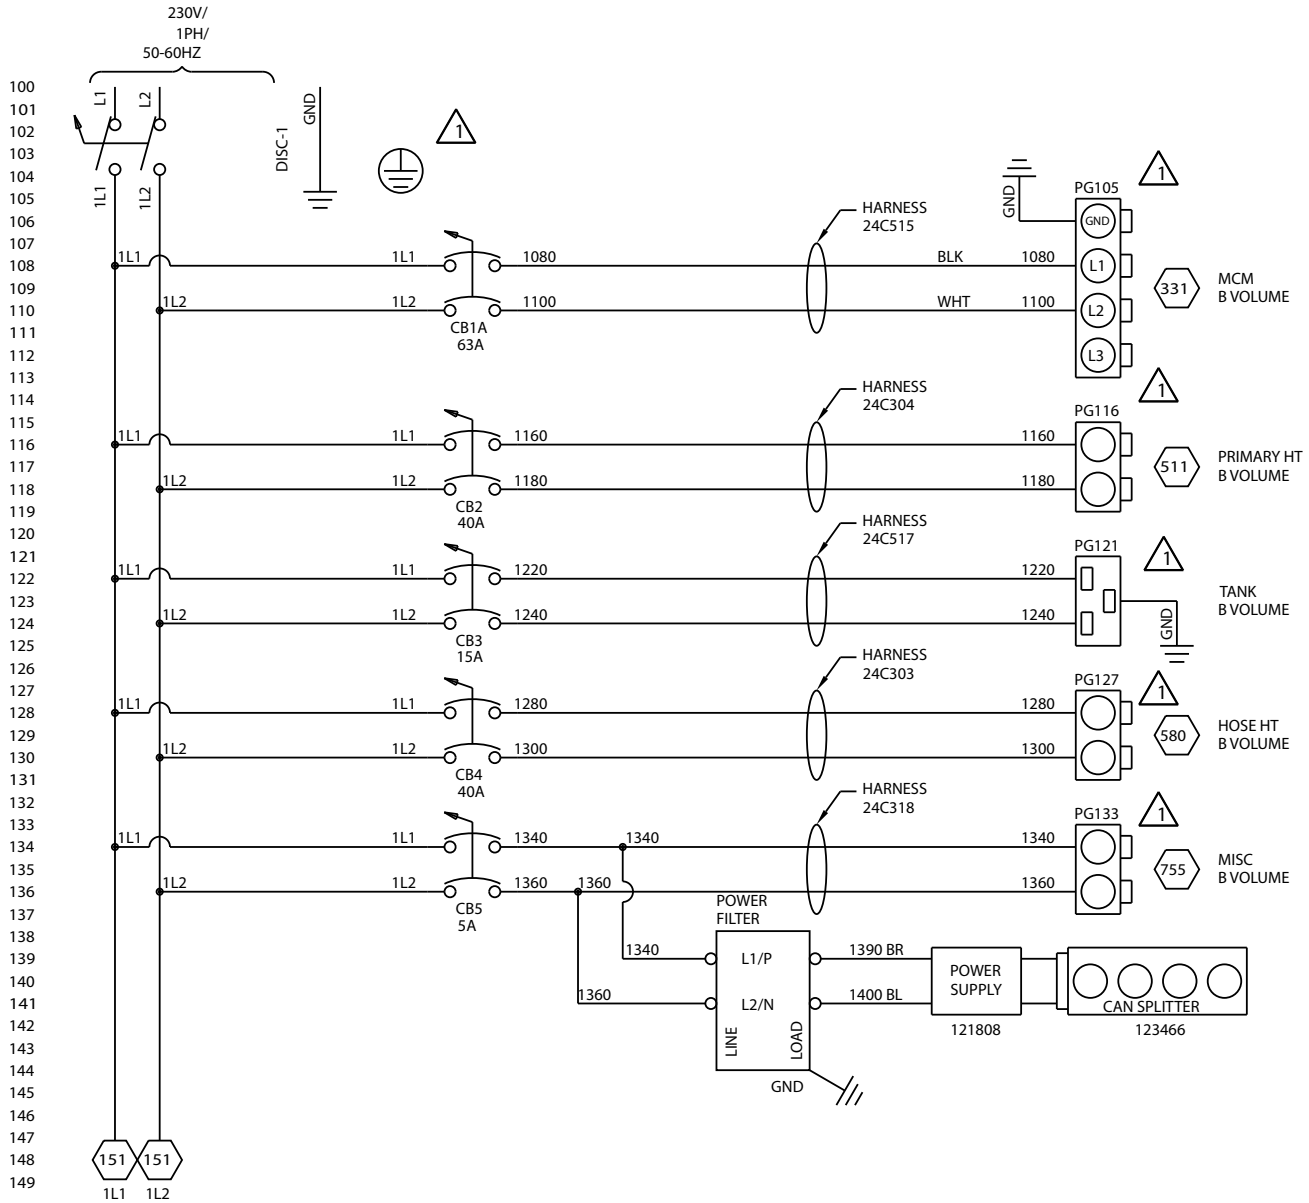 230V/
1PH/
50-60HZ
100
101
102
103
104
105
106
107
108
109
110
111
112
113
114
115
116
117
118
119
120
121
122
123
124
125
126
127
128
129
130
131
132
133
134
135
136
137
138
139
140
141
142
143
144
145
146
147
148
149
L1
L2
DISC-1
GND
1
1L1
1L2
HARNESS
24C515
GND
PG105
1
GND
1L1
1L1
1080
BLK
1080
L1
331
MCM
B VOLUME
1L2
1L2
1100
WHT
1100
L2
CB1A
63A
L3
HARNESS
24C304
PG116
1
1L1
1L1
1160
1160
511
PRIMARY HT
B VOLUME
1L2
1L2
1180
1180
CB2
40A
HARNESS
24C517
PG121
1
1L1
1L1
1220
1220
TANK
B VOLUME
1L2
1L2
1240
1240
GND
CB3
15A
HARNESS
24C303
PG127
1
1L1
1L1
1280
1280
580
HOSE HT
B VOLUME
1L2
1L2
1300
1300
CB4
40A
HARNESS
24C318
PG133
1
1L1
1L1
1340
1340
1340
755
MISC
B VOLUME
1L2
1L2
1360
1360
1360
CB5
5A
POWER
FILTER
1340
L1/P
1390 BR
POWER
SUPPLY
1360
L2/N
1400 BL
CAN SPLITTER
LINE
LOAD
121808
123466
GND
151
151
1L1
1L2